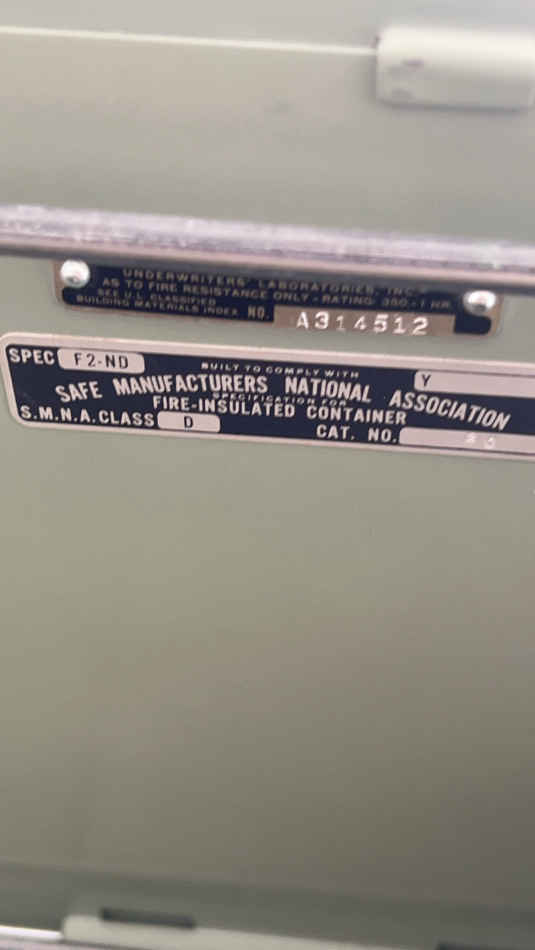 UNDERWRITERS' LABORATORIES, INC.®
AS TO FIRE RESISTANCE ONLY - RATING: 350-1 HR.
SEE U.L. CLASSIFIED
BUILDING MATERIALS INDEX NO. A314512
SPEC F2-ND
BUILT TO COMPLY WITH Y
SAFE MANUFACTURERS NATIONAL ASSOCIATION
SPECIFICATION FOR
FIRE-INSULATED CONTAINER
S.M.N.A. CLASS D
CAT. NO.